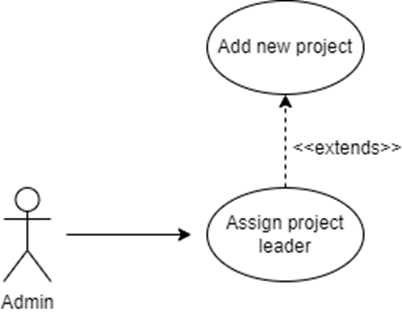 Add new project
<<extends>>
Assign project
leader
Admin